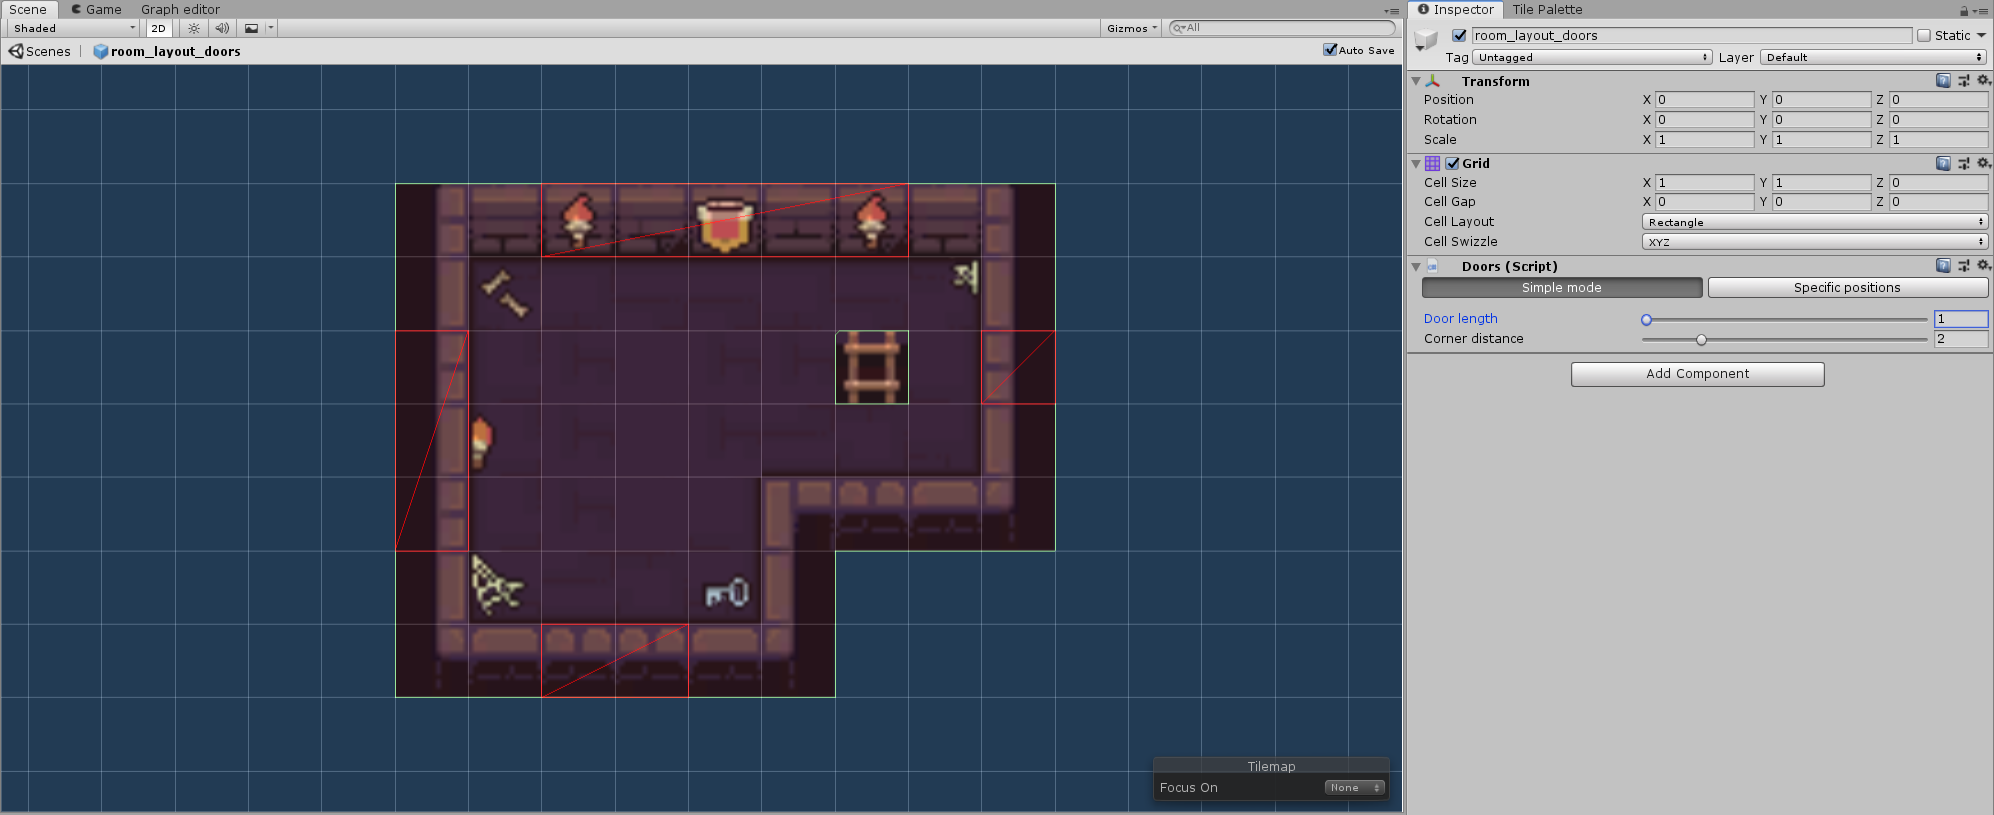 Scene Game Graph editor
Shaded 2D Gizmos All
Scenes room_layout_doors Auto Save
Tilemap
Focus On None
Inspector Tile Palette
room_layout_doors Static
Tag Untagged Layer Default
Transform
Position X 0 Y 0 Z 0
Rotation X 0 Y 0 Z 0
Scale X 1 Y 1 Z 1
Grid
Cell Size X 1 Y 1 Z 0
Cell Gap X 0 Y 0 Z 0
Cell Layout Rectangle
Cell Swizzle XYZ
Doors (Script)
Simple mode Specific positions
Door length 1
Corner distance 2
Add Component